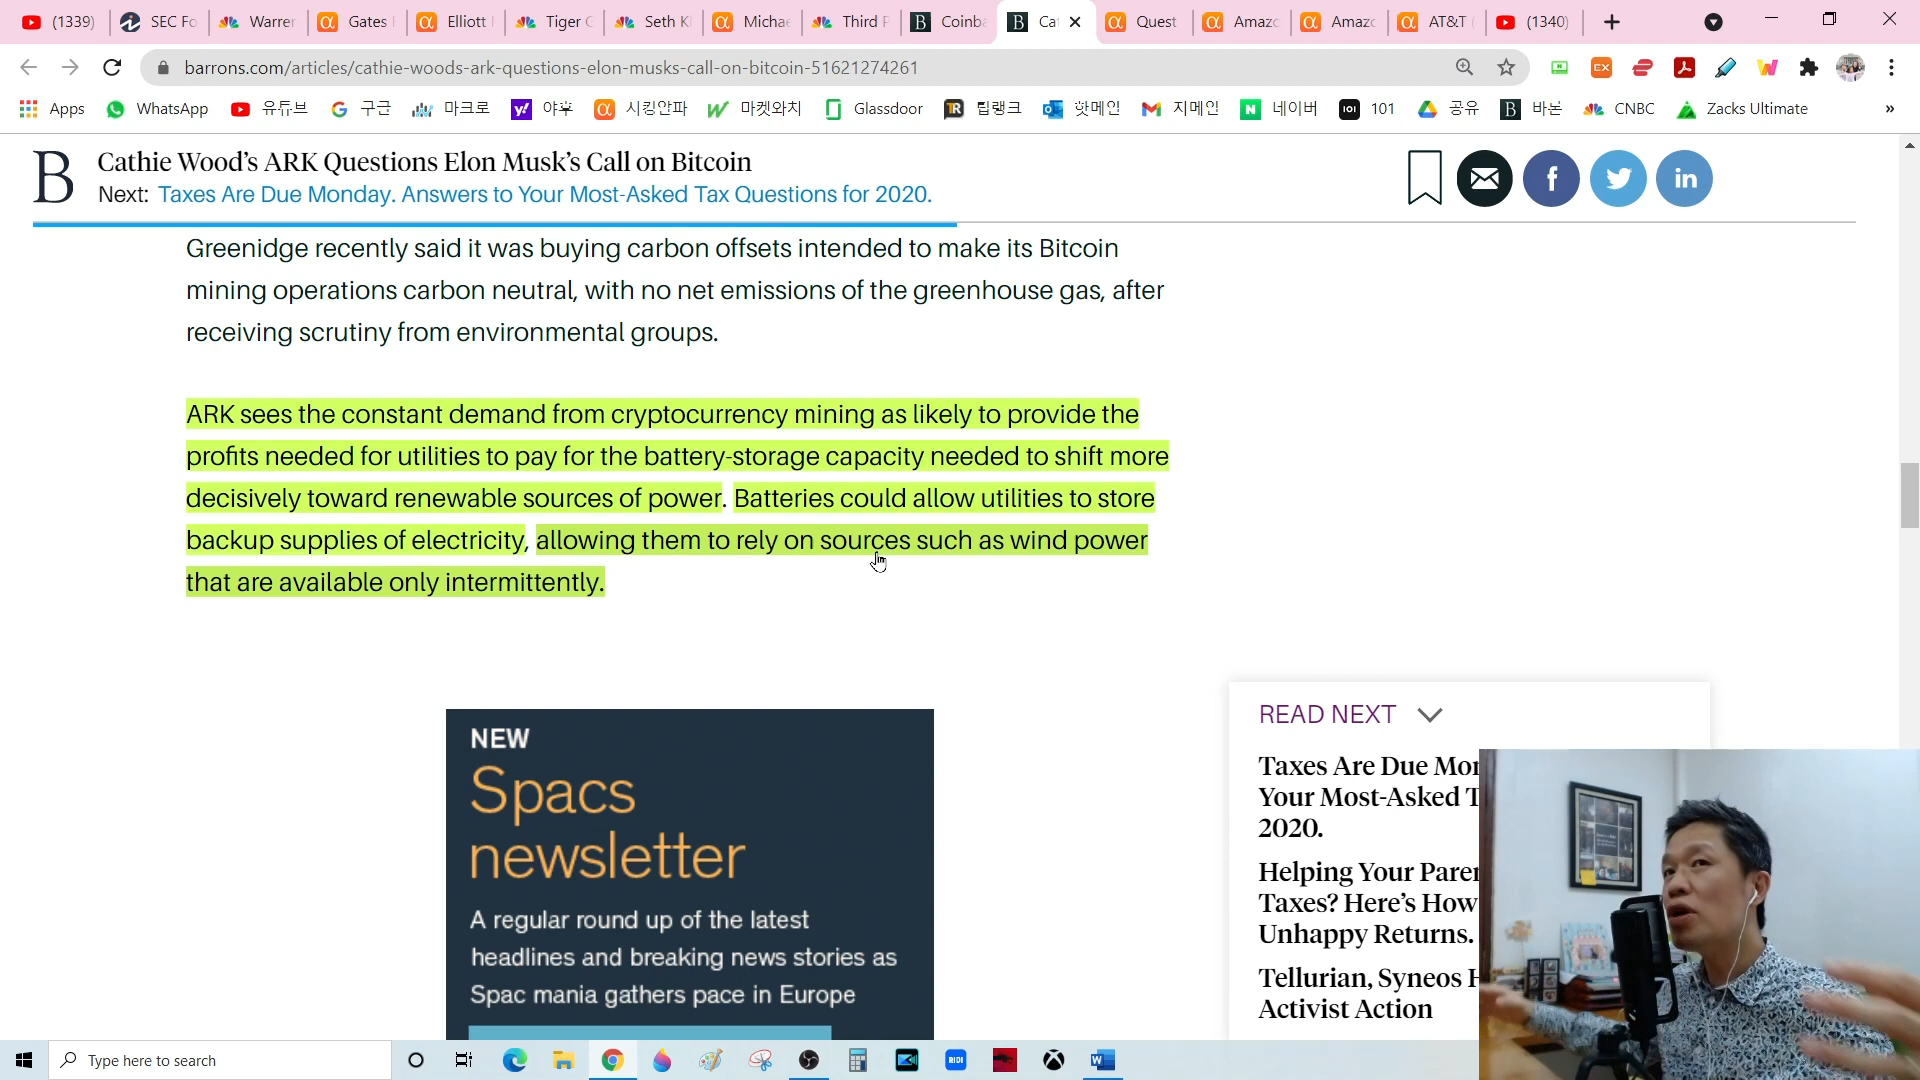 (1339)
SEC Fo
Warren
Gates
Elliott
Tiger
Seth K
Michae
Third P
Coinb
Ca
Quest
Amazo
Amazo
AT&T
(1340)
barrons.com/articles/cathie-woods-ark-questions-elon-musks-call-on-bitcoin-51621274261
Apps
WhatsApp
유튜브
구글
마크로
야후
시킹안파
마켓와치
Glassdoor
팁랭크
핫메인
지메인
네이버
101
공유
바론
CNBC
Zacks Ultimate
»
B
Cathie Wood's ARK Questions Elon Musk's Call on Bitcoin
Next: Taxes Are Due Monday. Answers to Your Most-Asked Tax Questions for 2020.
Greenidge recently said it was buying carbon offsets intended to make its Bitcoin
mining operations carbon neutral, with no net emissions of the greenhouse gas, after
receiving scrutiny from environmental groups.
ARK sees the constant demand from cryptocurrency mining as likely to provide the
profits needed for utilities to pay for the battery-storage capacity needed to shift more
decisively toward renewable sources of power. Batteries could allow utilities to store
backup supplies of electricity, allowing them to rely on sources such as wind power
that are available only intermittently.
NEW
Spacs
newsletter
A regular round up of the latest
headlines and breaking news stories as
Spac mania gathers pace in Europe
READ NEXT
Taxes Are Due Mon
Your Most-Asked T
2020.
Helping Your Parer
Taxes? Here's How
Unhappy Returns.
Tellurian, Syneos H
Activist Action
Type here to search
RIDI